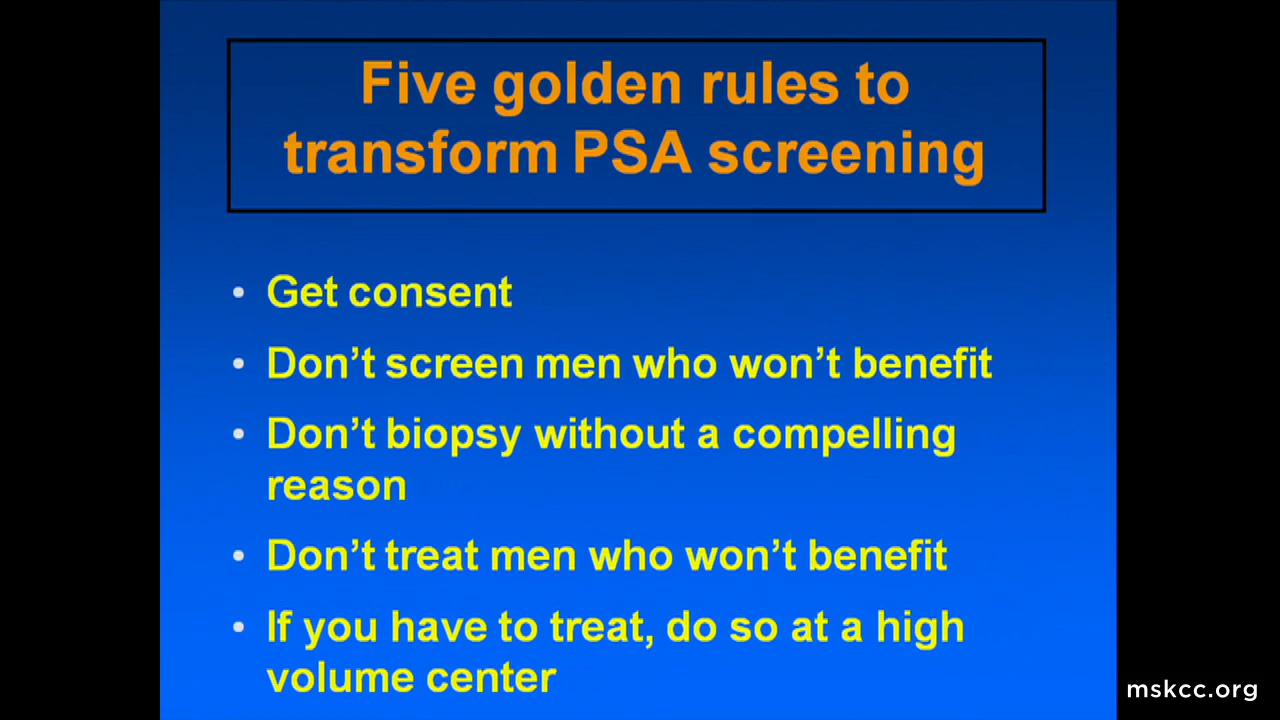 Five golden rules to
transform PSA screening
• Get consent
• Don’t screen men who won’t benefit
• Don’t biopsy without a compelling
reason
• Don’t treat men who won’t benefit
• If you have to treat, do so at a high
volume center
mskcc.org